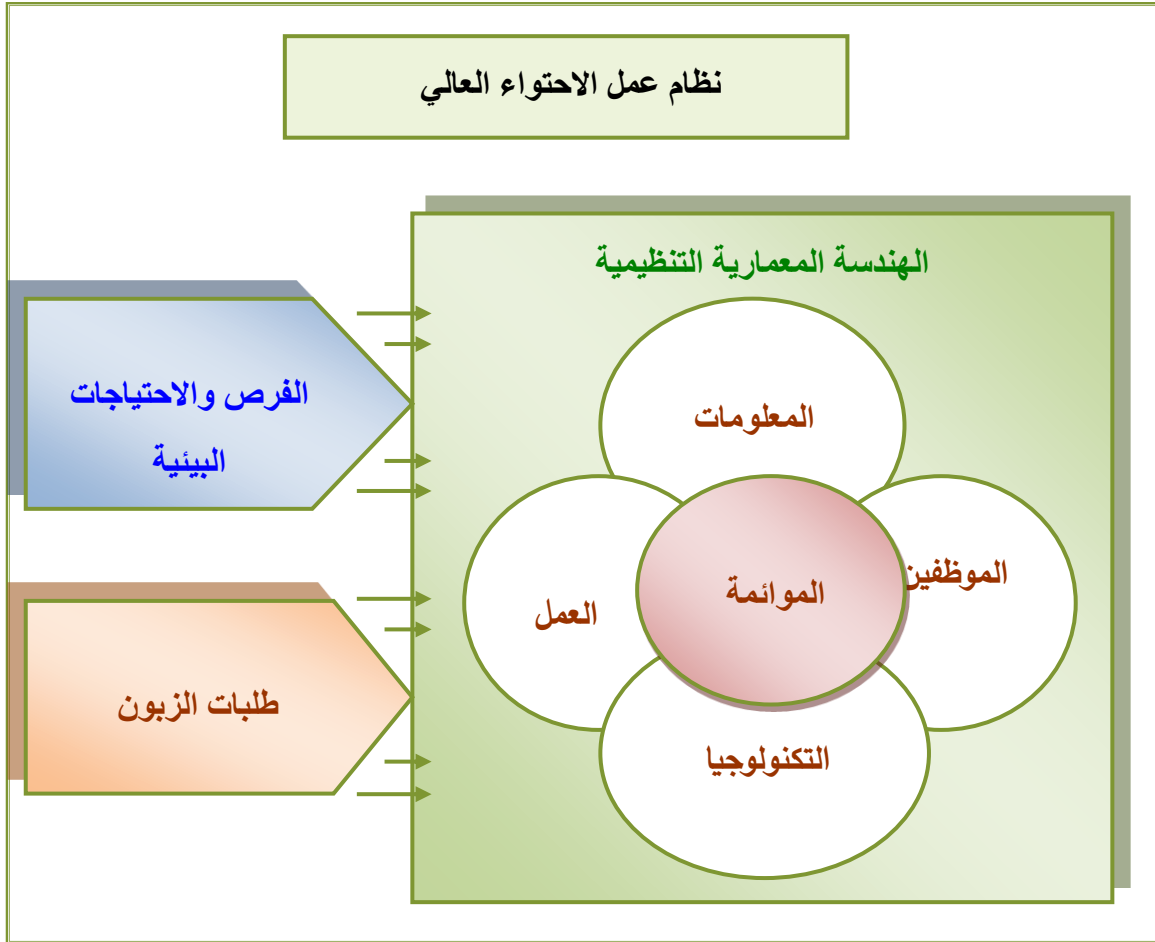 نظام عمل الاحتواء العالي
الهندسة المعمارية التنظيمية
الفرص والاحتياجات
البيئية
المعلومات
الموظفين
الموائمة
العمل
طلبات الزبون
التكنولوجيا